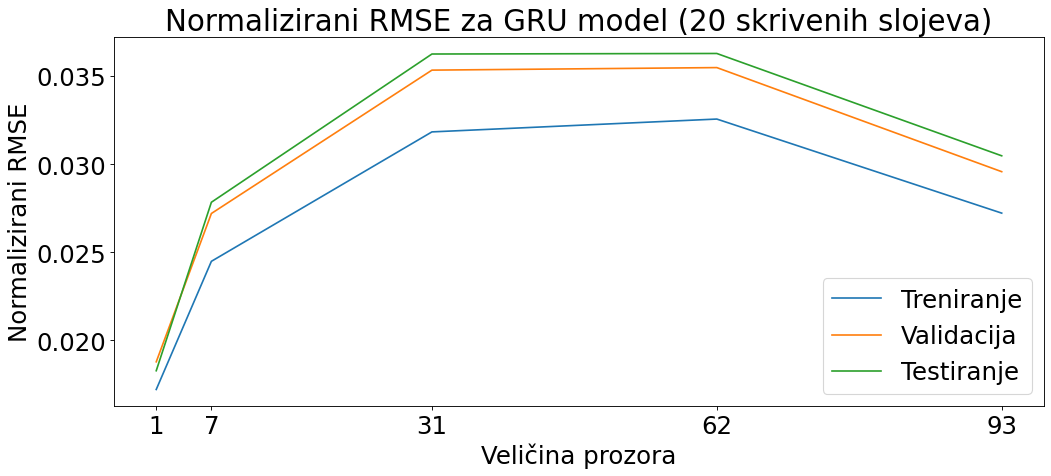 Normalizirani RMSE za GRU model (20 skrivenih slojeva)
Normalizirani RMSE
0.035
0.030
0.025
0.020
Treniranje
Validacija
Testiranje
1 7 31 62 93
Veličina prozora